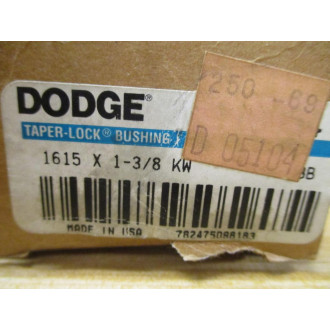 DODGE®
250 -69
TAPER-LOCK® BUSHING
D 05104
1615 X 1-3/8 KW
MADE IN USA